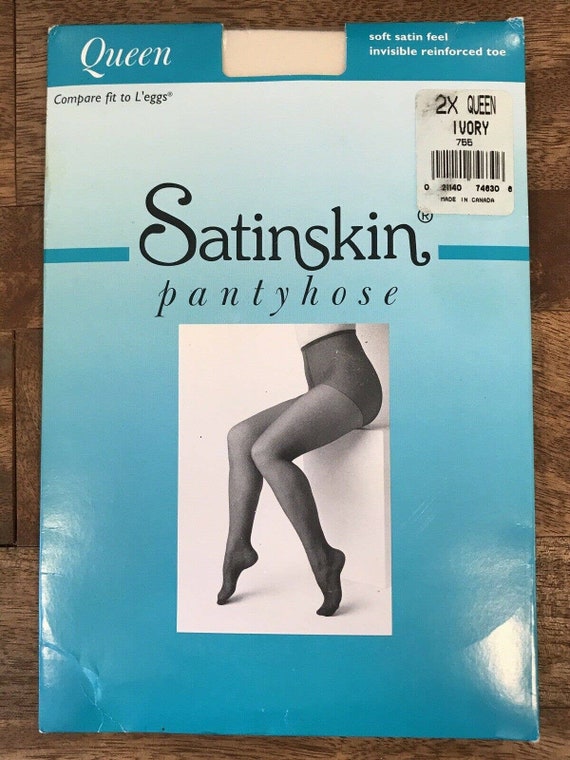 Queen
soft satin feel
invisible reinforced toe
Compare fit to L'eggs®
2X QUEEN
IVORY
755
0 21140 74630 8
MADE IN CANADA
Satinskin®
pantyhose